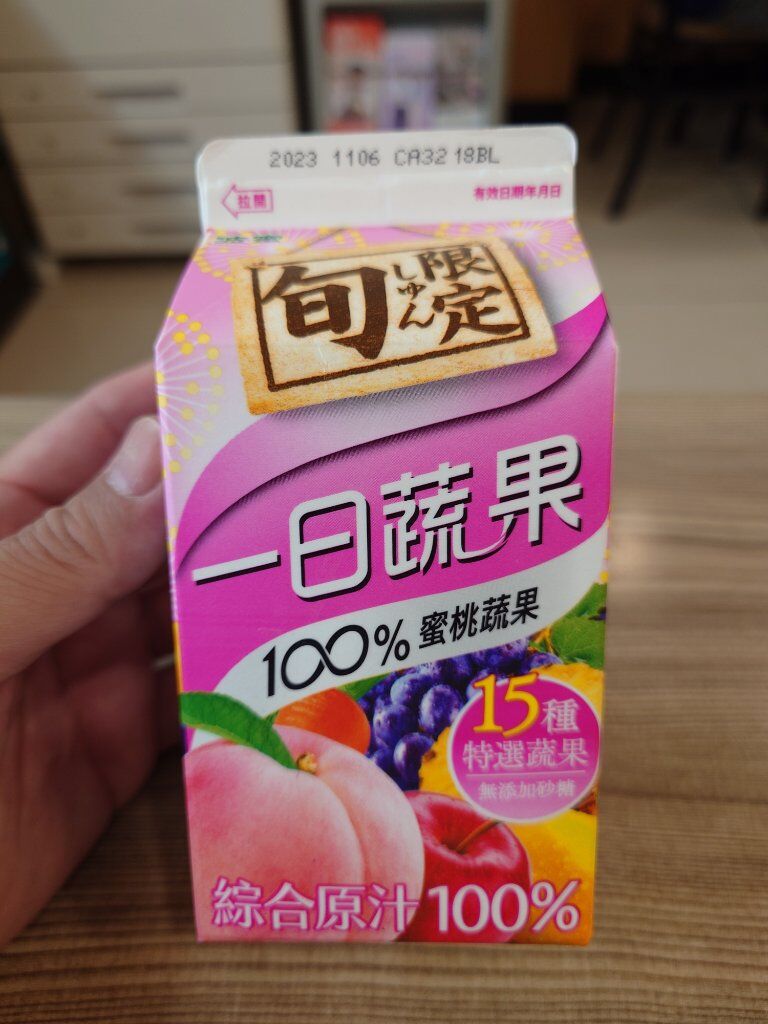 2023 1106 CA32 18BL
拉開
有效日期年月日
旬
しゅん
限定
一日蔬果
100%蜜桃蔬果
15種
特選蔬果
無添加砂糖
綜合原汁100%